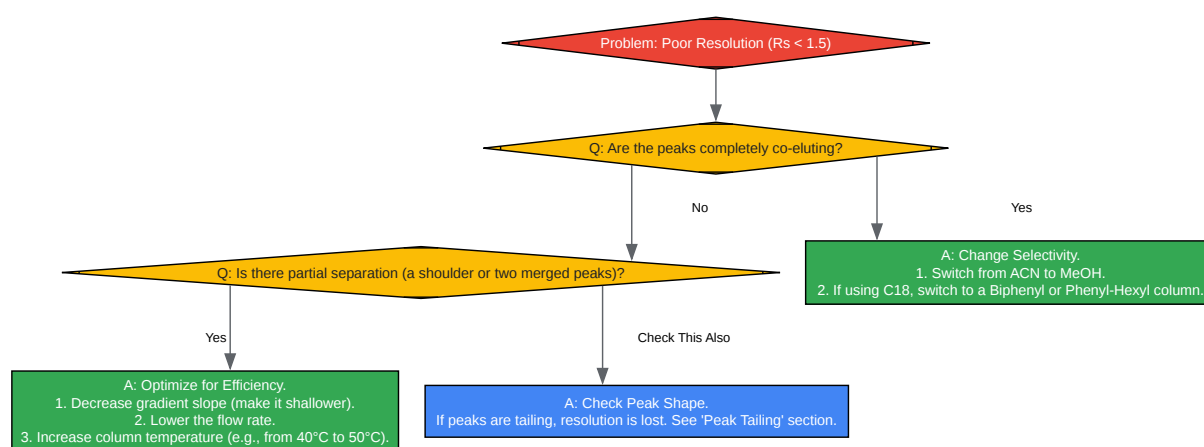 Problem: Poor Resolution (Rs < 1.5)
Q: Are the peaks completely co-eluting?
No
Yes
A: Change Selectivity.
1. Switch from ACN to MeOH.
2. If using C18, switch to a Biphenyl or Phenyl-Hexyl column.
Q: Is there partial separation (a shoulder or two merged peaks)?
Yes
Check This Also
A: Optimize for Efficiency.
1. Decrease gradient slope (make it shallower).
2. Lower the flow rate.
3. Increase column temperature (e.g., from 40°C to 50°C).
A: Check Peak Shape.
If peaks are tailing, resolution is lost. See 'Peak Tailing' section.